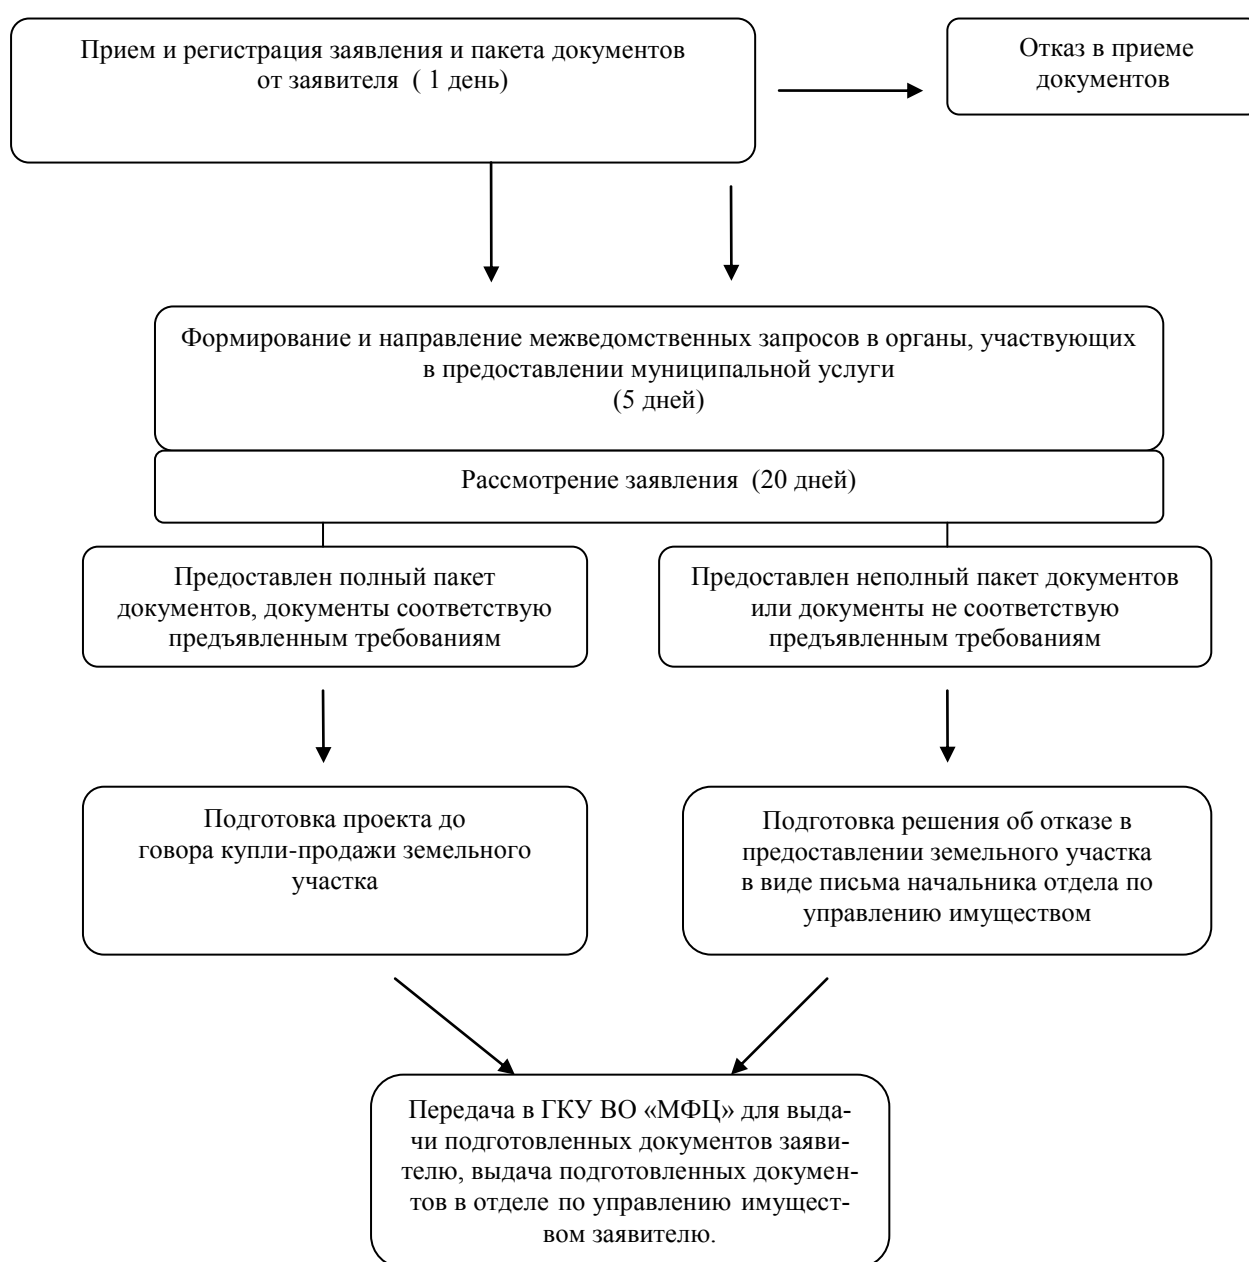 Прием и регистрация заявления и пакета документов
от заявителя ( 1 день)
Отказ в приеме
документов
Формирование и направление межведомственных запросов в органы, участвующих
в предоставлении муниципальной услуги
(5 дней)
Рассмотрение заявления (20 дней)
Предоставлен полный пакет
документов, документы соответствую
предъявленным требованиям
Предоставлен неполный пакет документов
или документы не соответствую
предъявленным требованиям
Подготовка проекта до
говора купли-продажи земельного
участка
Подготовка решения об отказе в
предоставлении земельного участка
в виде письма начальника отдела по
управлению имуществом
Передача в ГКУ ВО «МФЦ» для выда-
чи подготовленных документов заяви-
телю, выдача подготовленных докумен-
тов в отделе по управлению имущест-
вом заявителю.